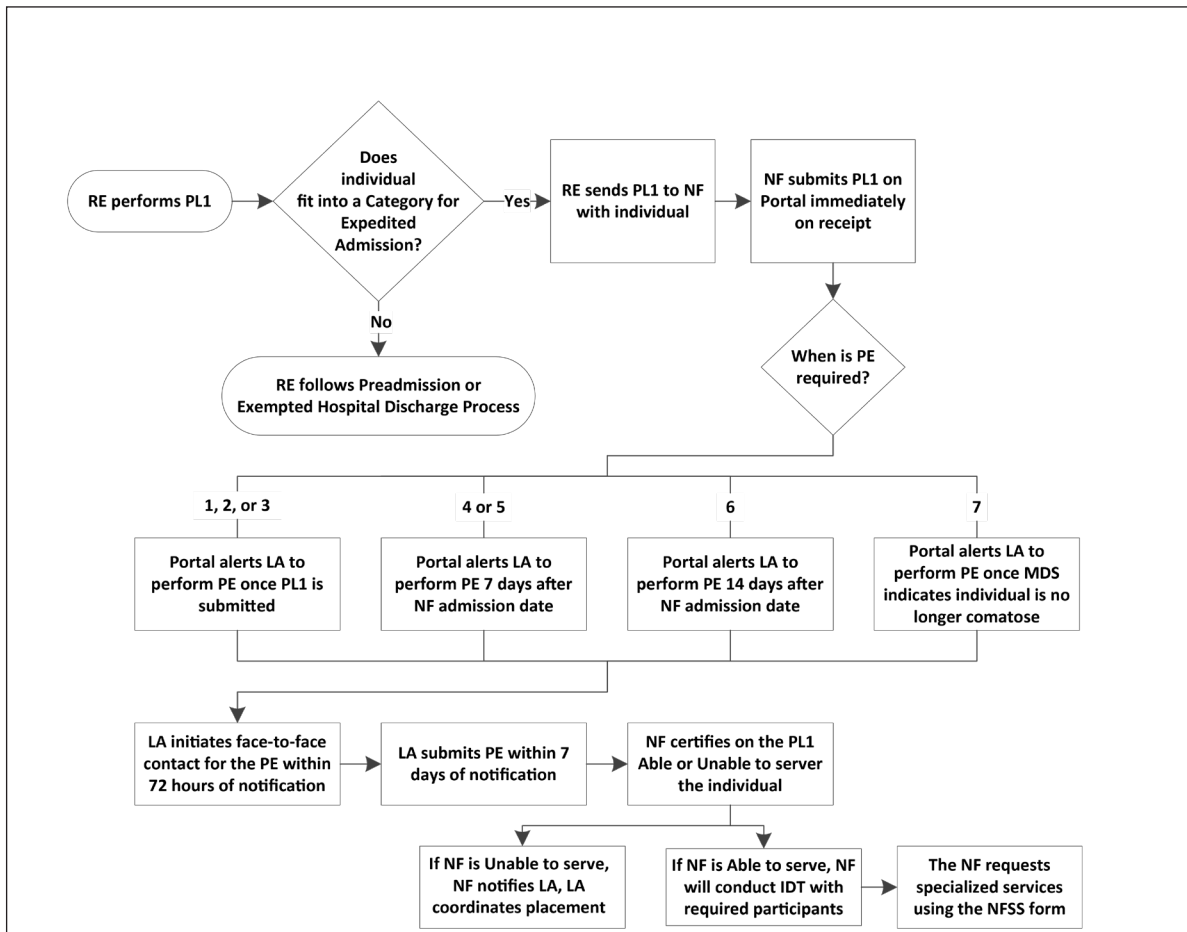 RE performs PL1
Does
individual
fit into a Category for
Expedited
Admission?
Yes
RE sends PL1 to NF
with individual
NF submits PL1 on
Portal immediately
on receipt
No
RE follows Preadmission or
Exempted Hospital Discharge Process
When is PE
required?
1, 2, or 3
4 or 5
6
7
Portal alerts LA to
perform PE once PL1 is
submitted
Portal alerts LA to
perform PE 7 days after
NF admission date
Portal alerts LA to
perform PE 14 days after
NF admission date
Portal alerts LA to
perform PE once MDS
indicates individual is no
longer comatose
LA initiates face-to-face
contact for the PE within
72 hours of notification
LA submits PE within 7
days of notification
NF certifies on the PL1
Able or Unable to server
the individual
If NF is Unable to serve,
NF notifies LA, LA
coordinates placement
If NF is Able to serve, NF
will conduct IDT with
required participants
The NF requests
specialized services
using the NFSS form